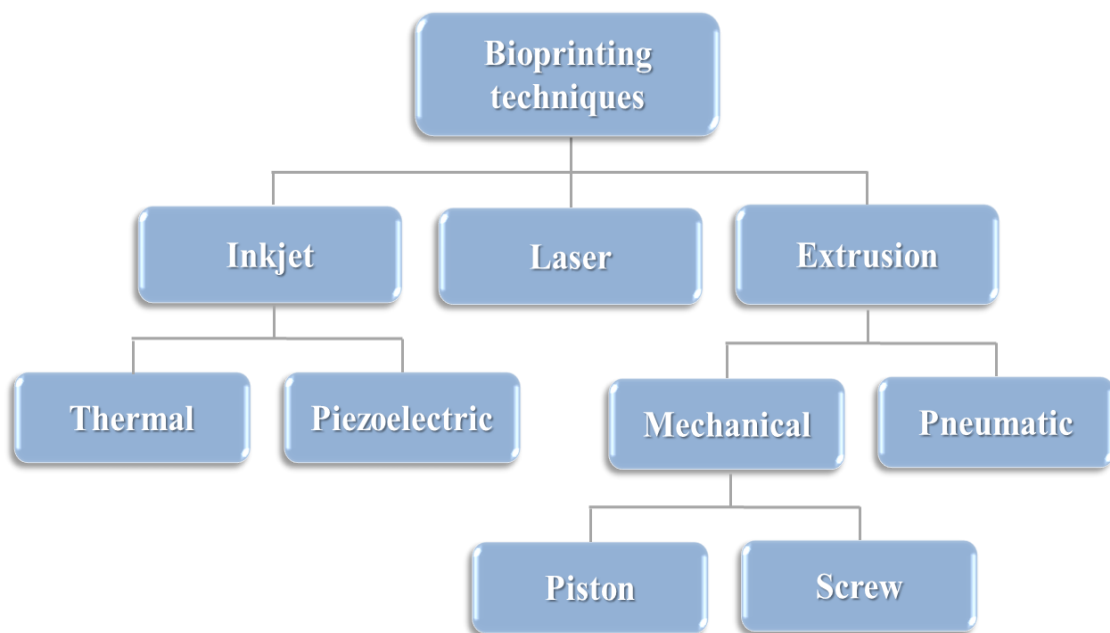 Bioprinting
techniques
Inkjet
Laser
Extrusion
Thermal
Piezoelectric
Mechanical
Pneumatic
Piston
Screw